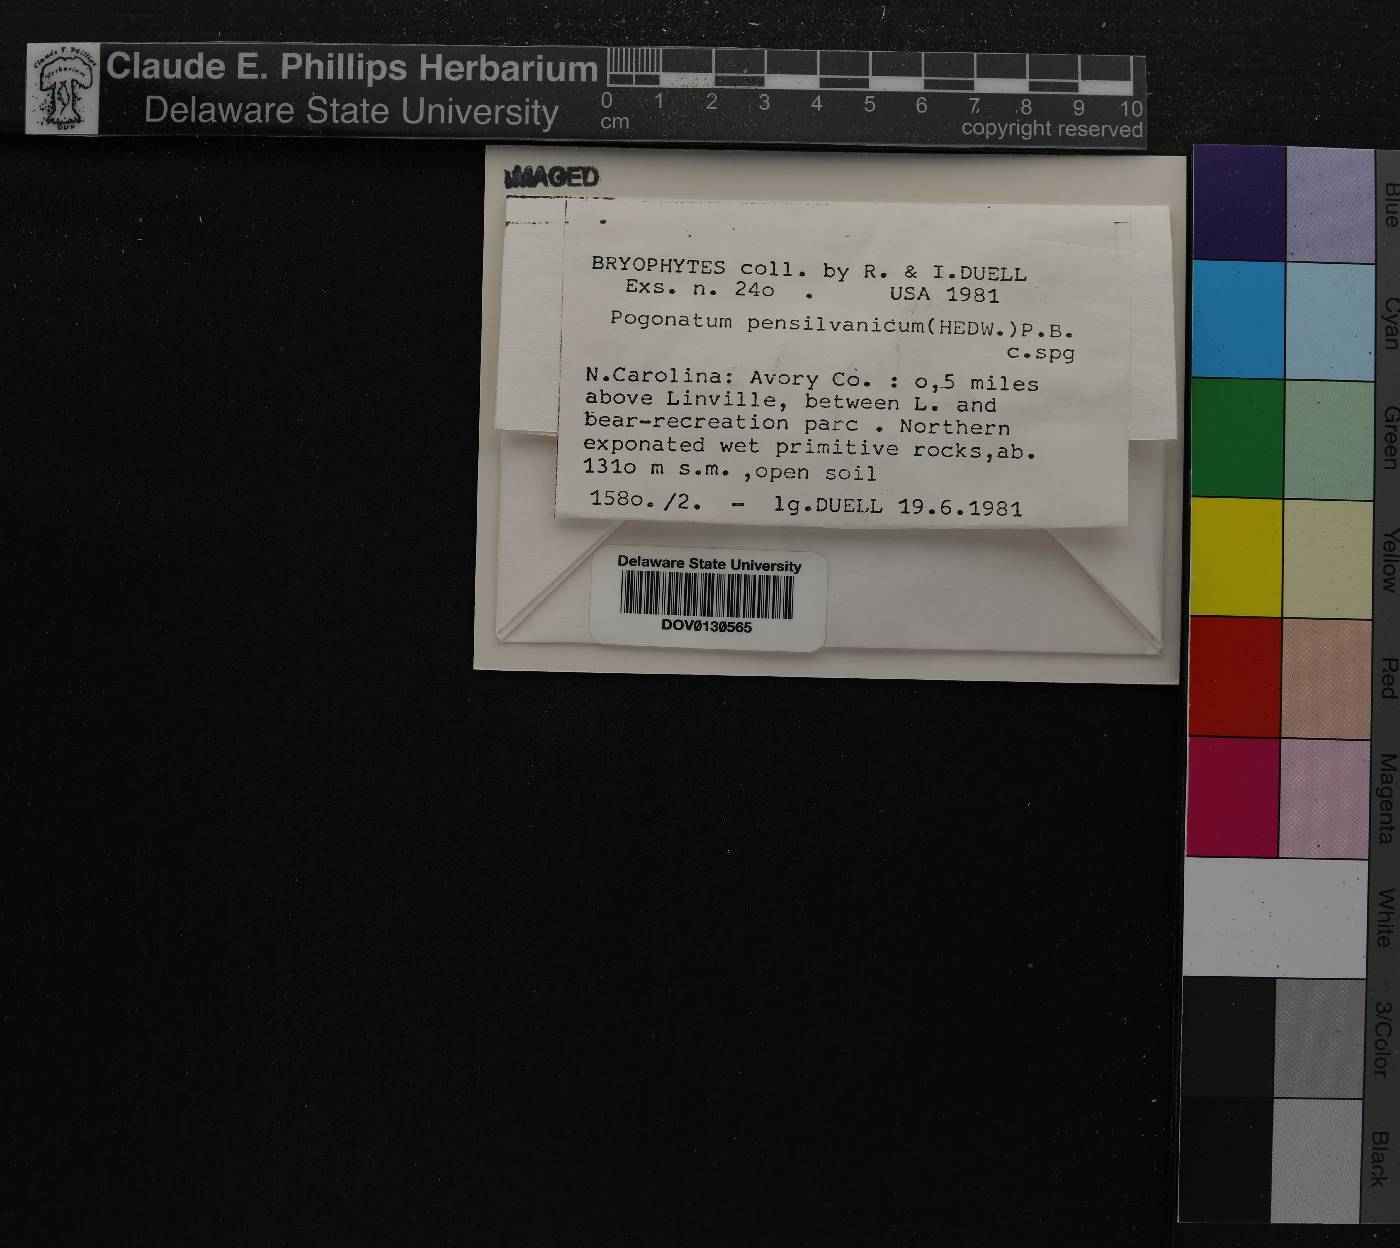 Claude E. Phillips Herbarium
Delaware State University
0 1 2 3 4 5 6 7 8 9 10
cm
copyright reserved
IMAGED
BRYOPHYTES coll. by R. & I.DUELL
Exs. n. 24o . USA 1981
Pogonatum pensilvanicum(HEDW.)P.B.
c.spg
N.Carolina: Avory Co. : o,5 miles
above Linville, between L. and
bear-recreation parc . Northern
exponated wet primitive rocks,ab.
131o m s.m. ,open soil
158o./2. - lg.DUELL 19.6.1981
Delaware State University
DOV0130565
Blue
Cyan
Green
Yellow
Red
Magenta
White
3/Color
Black